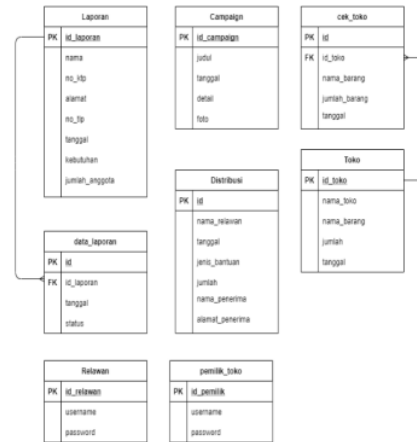 Laporan
PK id_laporan
nama
no_ktp
alamat
no_tlp
tanggal
kebutuhan
jumlah_anggota
Campaign
PK id_campaign
judul
tanggal
detail
foto
cek_toko
PK id
FK id_toko
nama_barang
jumlah_barang
tanggal
Distribusi
PK id
nama_relawan
tanggal
jenis_bantuan
jumlah
nama_penerima
alamat_penerima
Toko
PK id_toko
nama_toko
nama_barang
jumlah
tanggal
data_laporan
PK id
FK id_laporan
tanggal
status
Relawan
PK id_relawan
username
password
pemilik_toko
PK id_pemilik
username
password